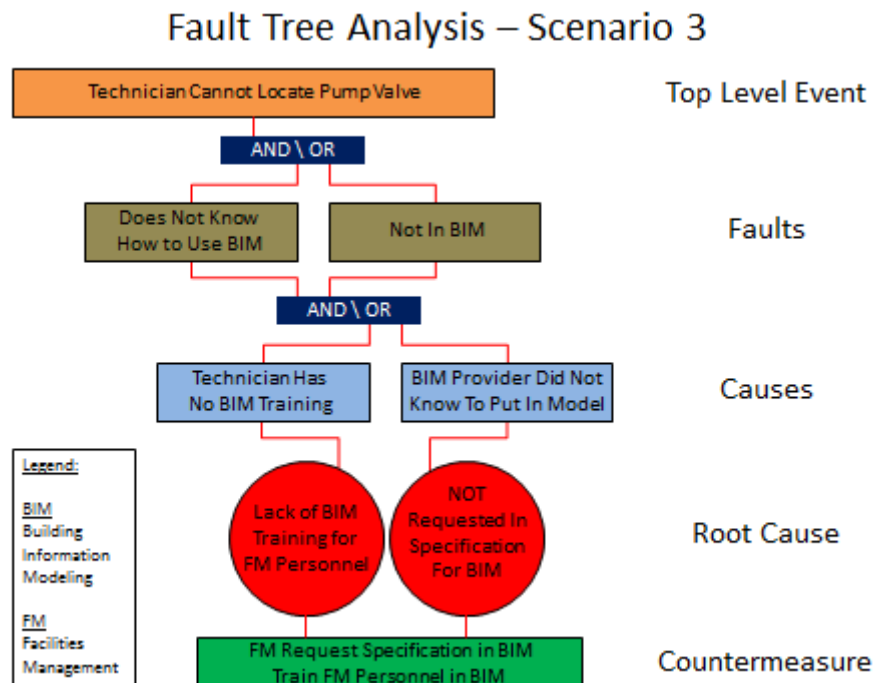 Fault Tree Analysis – Scenario 3
Technician Cannot Locate Pump Valve
Top Level Event
AND \ OR
Does Not Know
How to Use BIM
Not In BIM
Faults
AND \ OR
Technician Has
No BIM Training
BIM Provider Did Not
Know To Put In Model
Causes
Legend:
BIM
Building
Information
Modeling
FM
Facilities
Management
Lack of BIM
Training for
FM Personnel
NOT
Requested In
Specification
For BIM
Root Cause
FM Request Specification in BIM
Train FM Personnel in BIM
Countermeasure